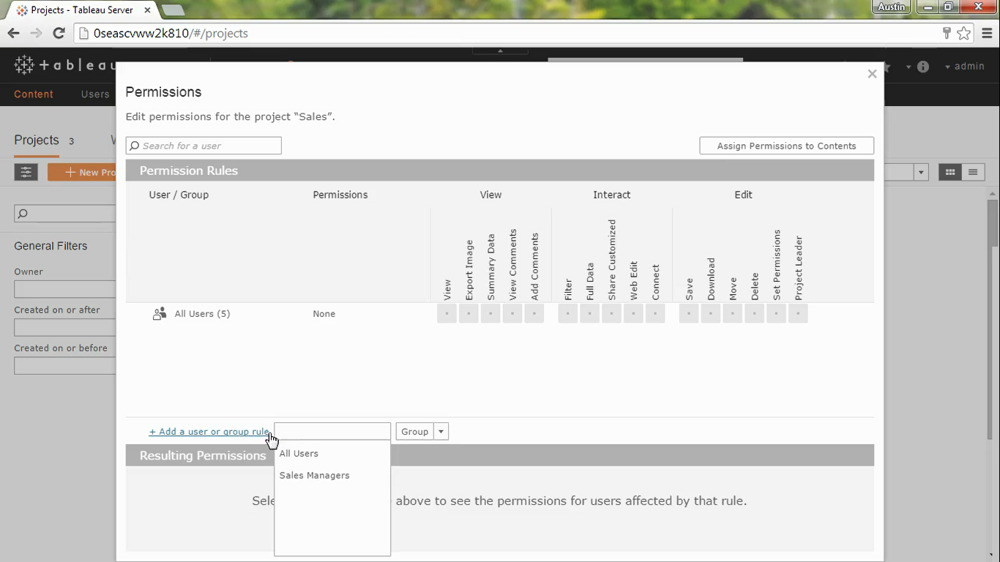 Projects - Tableau Server
Austin
0seascvww2k810/#/projects
+ableau
admin
Content
Users
Projects 3
+ New Pro
General Filters
Owner
Created on or after
Created on or before
Permissions
Edit permissions for the project “Sales”.
Search for a user
Assign Permissions to Contents
Permission Rules
User / Group
Permissions
View
Interact
Edit
View
Export Image
Summary Data
View Comments
Add Comments
Filter
Full Data
Share Customized
Web Edit
Connect
Save
Download
Move
Delete
Set Permissions
Project Leader
All Users (5)
None
+ Add a user or group rule
Group
All Users
Sales Managers
Resulting Permissions
above to see the permissions for users affected by that rule.